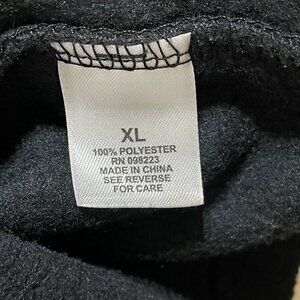 XL
100% POLYESTER
RN 098223
MADE IN CHINA
SEE REVERSE
FOR CARE